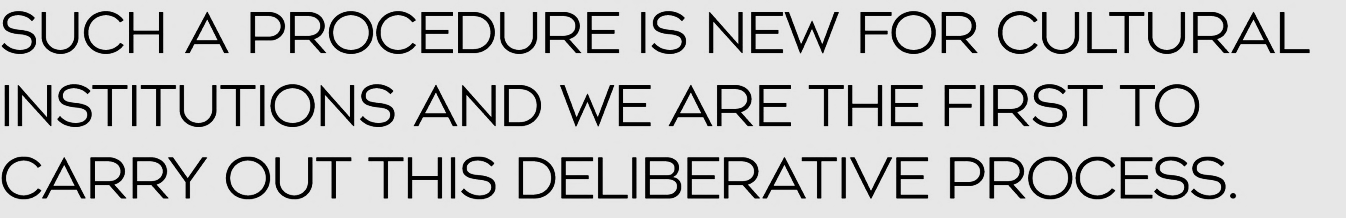 SUCH A PROCEDURE IS NEW FOR CULTURAL
INSTITUTIONS AND WE ARE THE FIRST TO
CARRY OUT THIS DELIBERATIVE PROCESS.